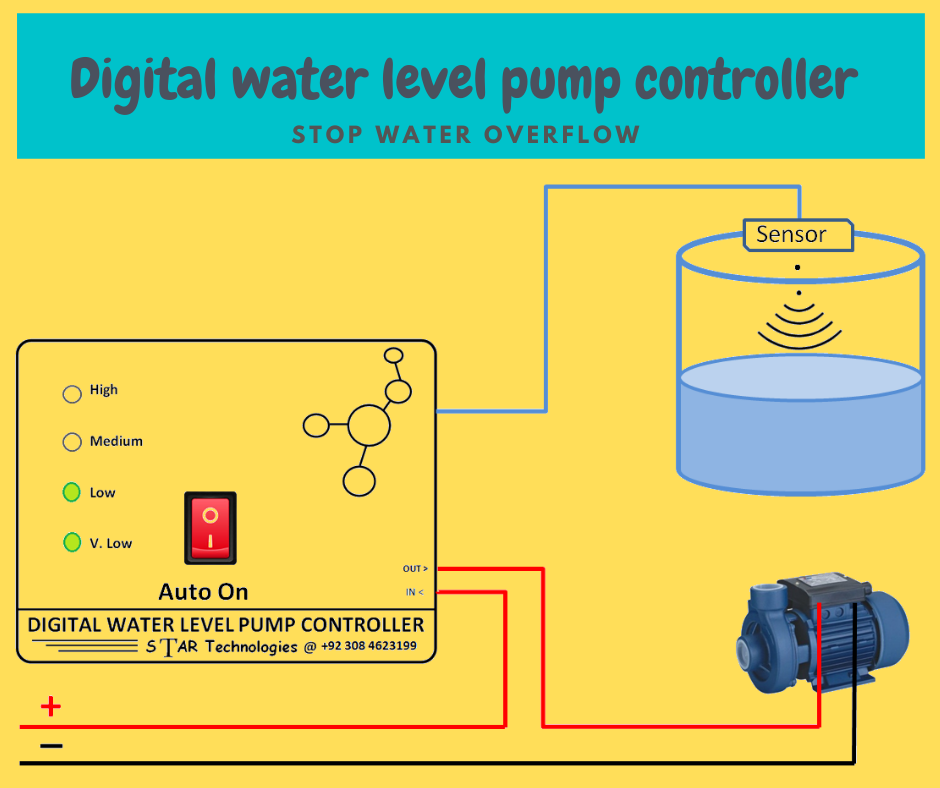 Digital water level pump controller
STOP WATER OVERFLOW
Sensor
High
Medium
Low
V. Low
Auto On
OUT >
IN <
DIGITAL WATER LEVEL PUMP CONTROLLER
STAR Technologies @ +92 308 4623199
+
−